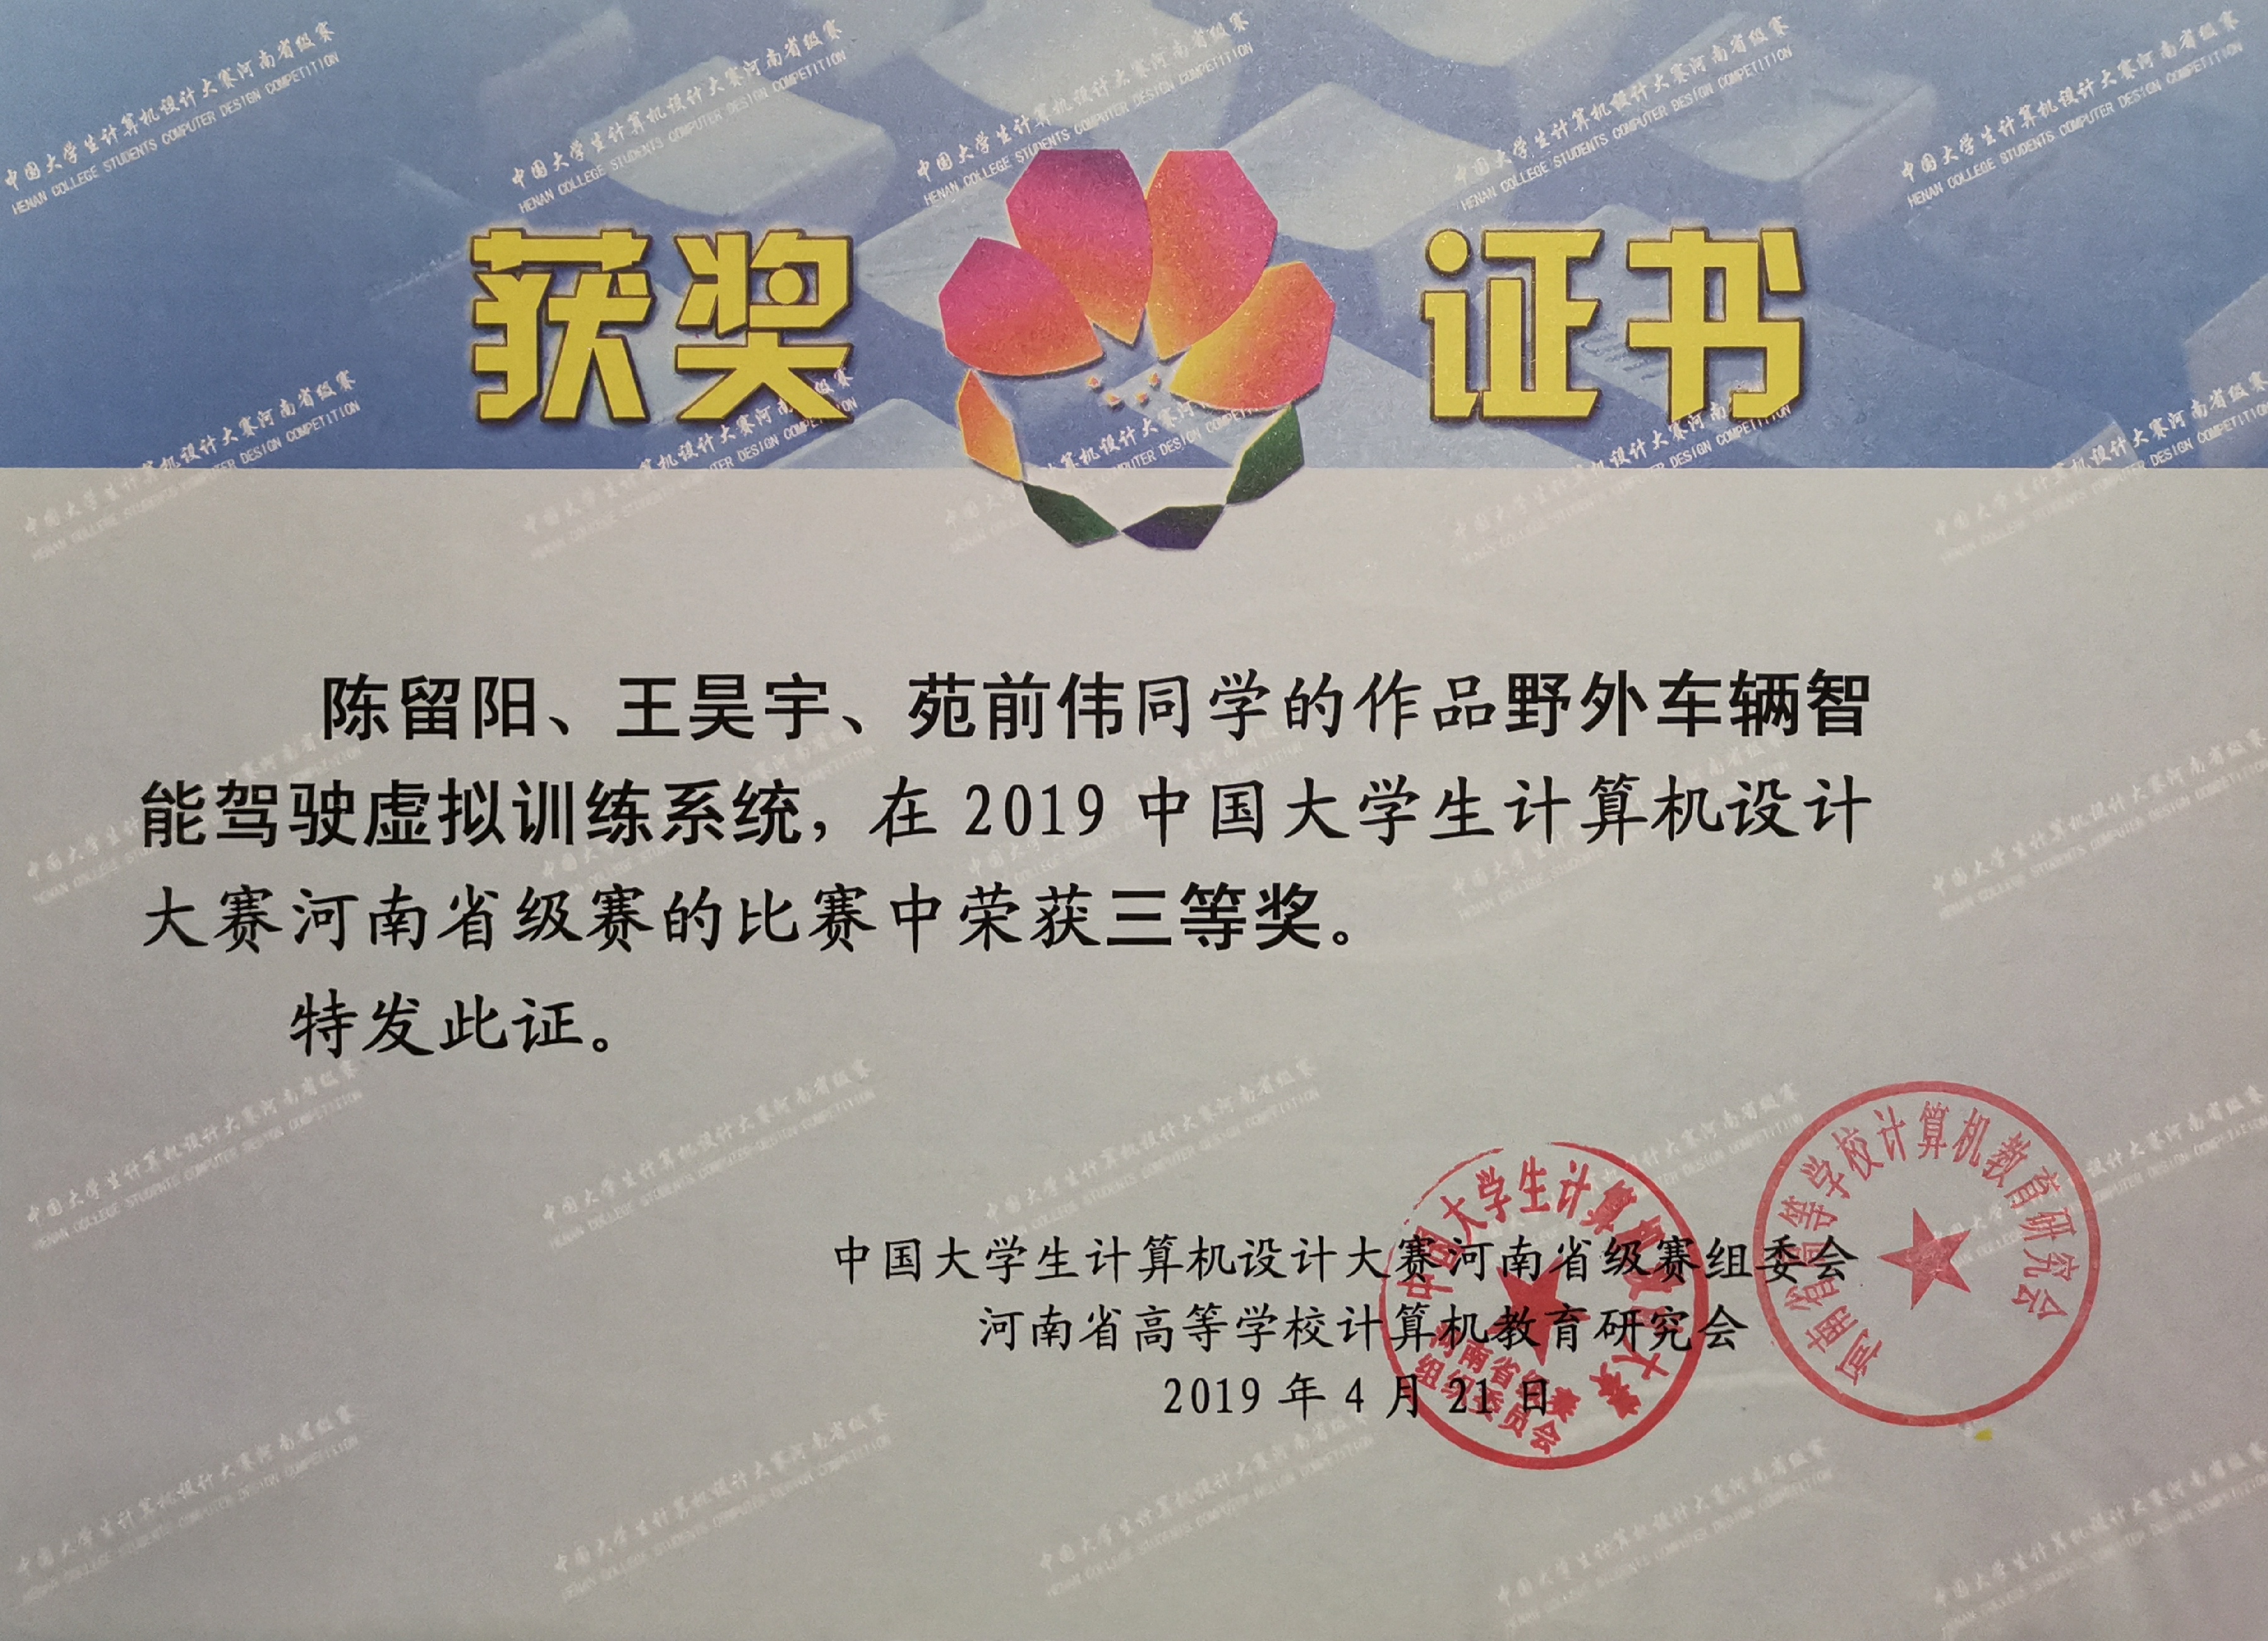 获奖 证书
陈留阳、王昊宇、苑前伟同学的作品野外车辆智
能驾驶虚拟训练系统，在 2019 中国大学生计算机设计
大赛河南省级赛的比赛中荣获三等奖。
特发此证。
中国大学生计算机设计大赛河南省级赛组委会
河南省高等学校计算机教育研究会
2019 年 4 月 21 日
中国大学生计算机设计大赛
河南省级赛
组织委员会
河南省高等学校计算机教育研究会
中国大学生计算机设计大赛河南省级赛
HENAN COLLEGE STUDENTS COMPUTER DESIGN COMPETITION